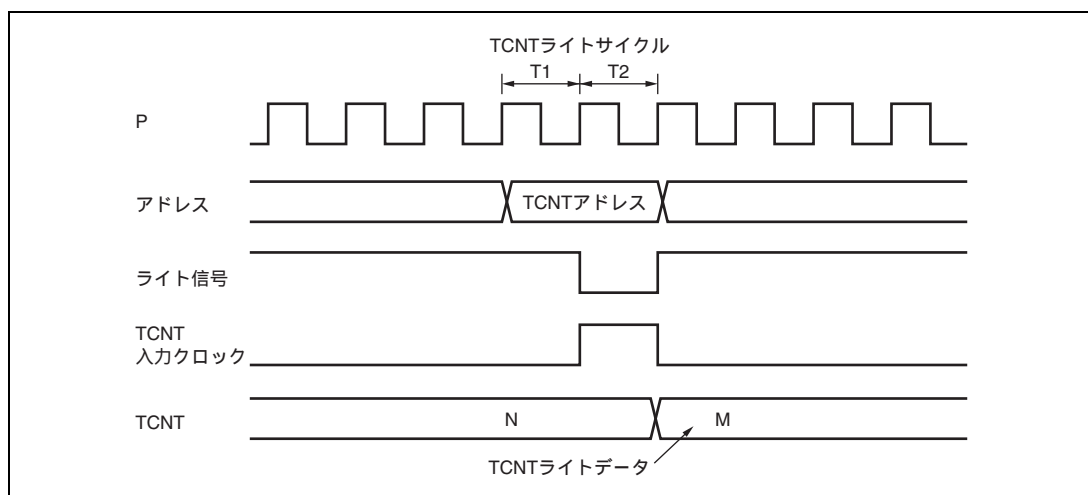 TCNTライトサイクル
T1 T2
P
アドレス
TCNTアドレス
ライト信号
TCNT
入力クロック
TCNT
N
M
TCNTライトデータ